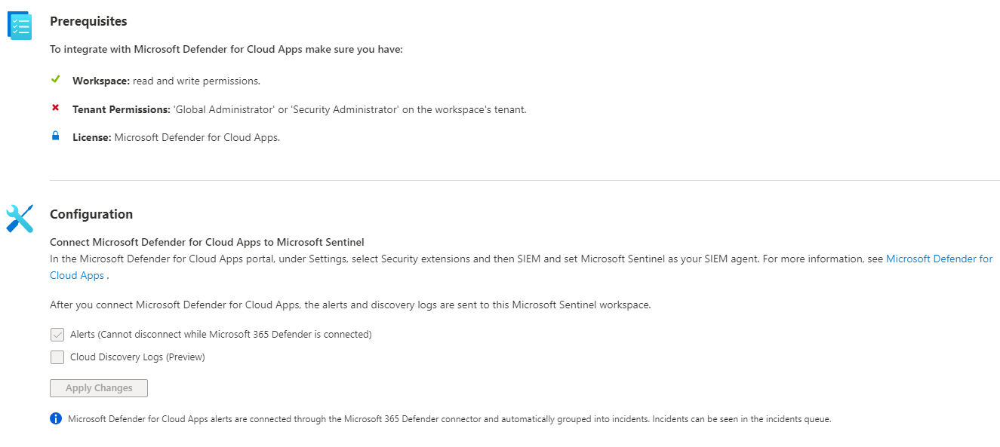 Prerequisites
To integrate with Microsoft Defender for Cloud Apps make sure you have:
Workspace: read and write permissions.
Tenant Permissions: 'Global Administrator' or 'Security Administrator' on the workspace's tenant.
License: Microsoft Defender for Cloud Apps.
Configuration
Connect Microsoft Defender for Cloud Apps to Microsoft Sentinel
In the Microsoft Defender for Cloud Apps portal, under Settings, select Security extensions and then SIEM and set Microsoft Sentinel as your SIEM agent. For more information, see Microsoft Defender for
Cloud Apps .
After you connect Microsoft Defender for Cloud Apps, the alerts and discovery logs are sent to this Microsoft Sentinel workspace.
Alerts (Cannot disconnect while Microsoft 365 Defender is connected)
Cloud Discovery Logs (Preview)
Apply Changes
Microsoft Defender for Cloud Apps alerts are connected through the Microsoft 365 Defender connector and automatically grouped into incidents. Incidents can be seen in the incidents queue.